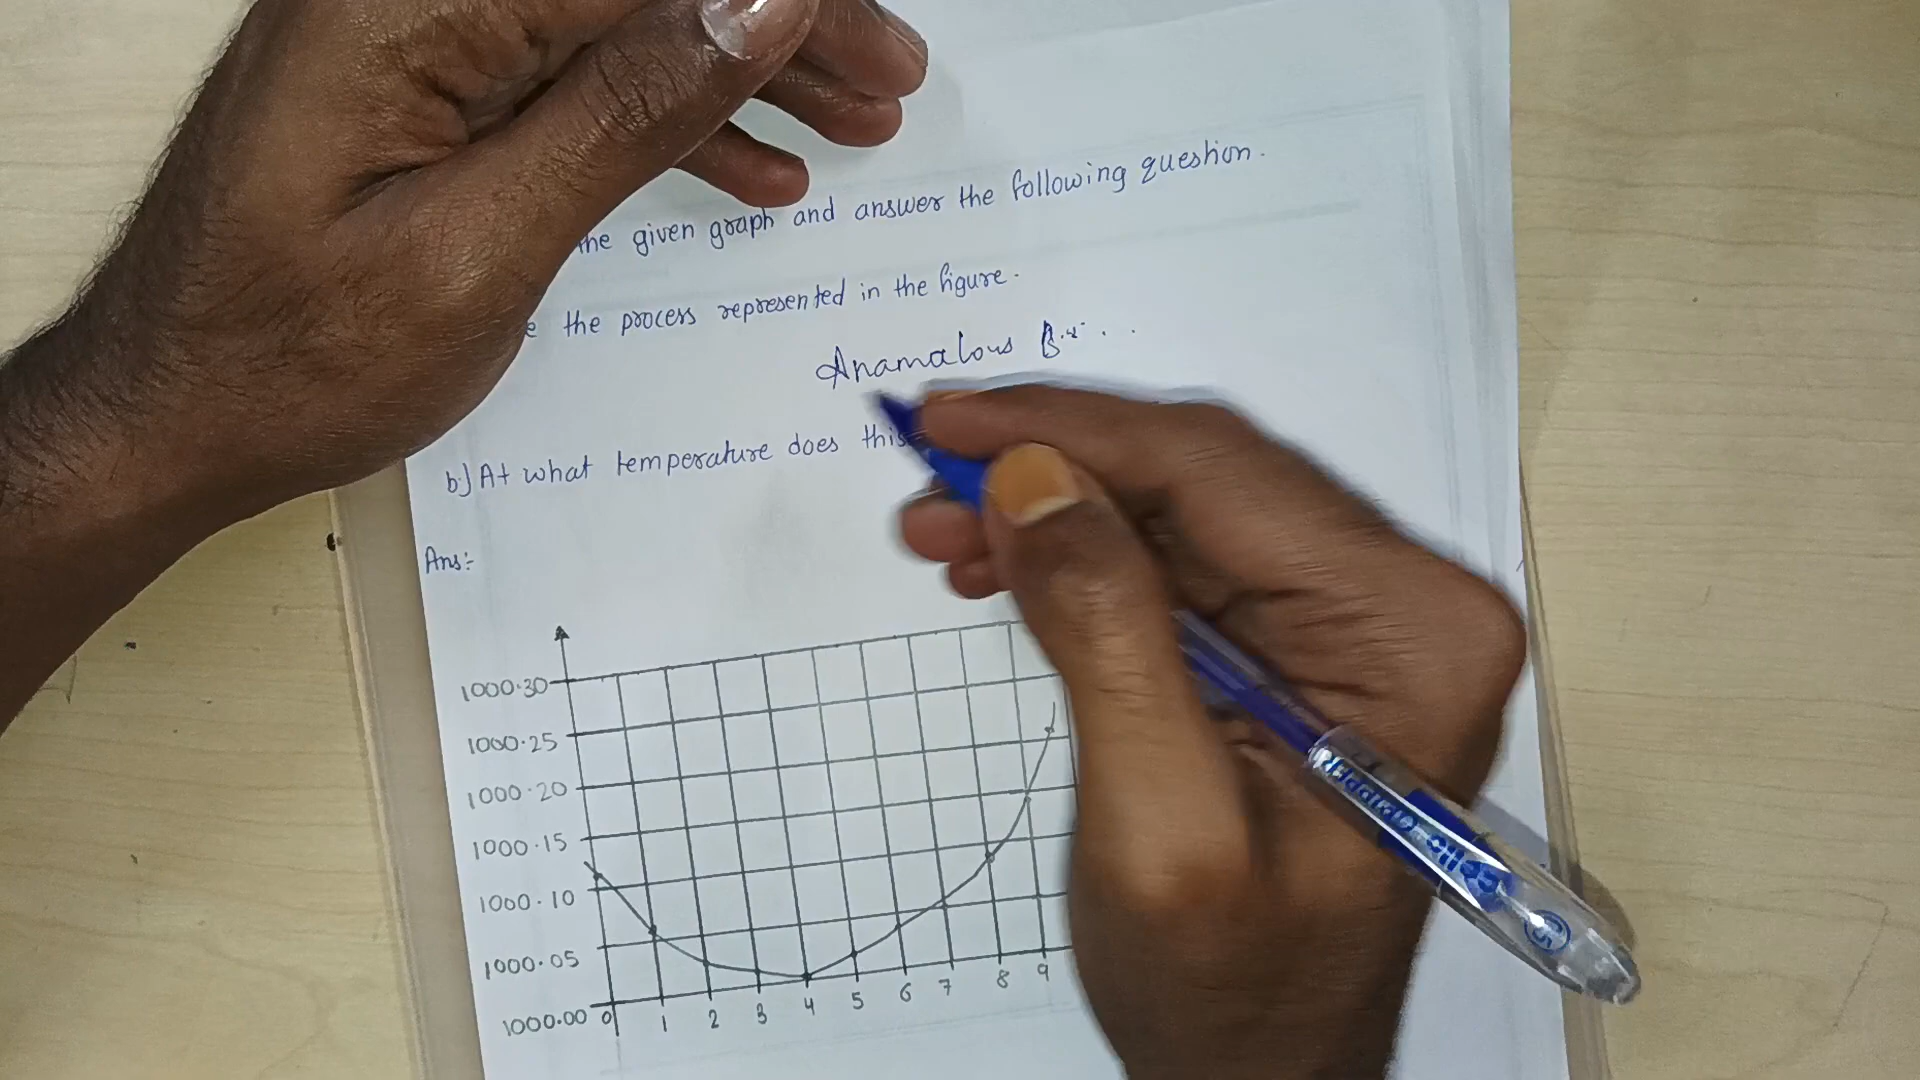 the given graph and answer the following question.
e the process represented in the figure.
Anamalous
b) At what temperature does this
Ans:-
1000.30
1000.25
1000.20
1000.15
1000.10
1000.05
1000.00
0 1 2 3 4 5 6 7 8 9